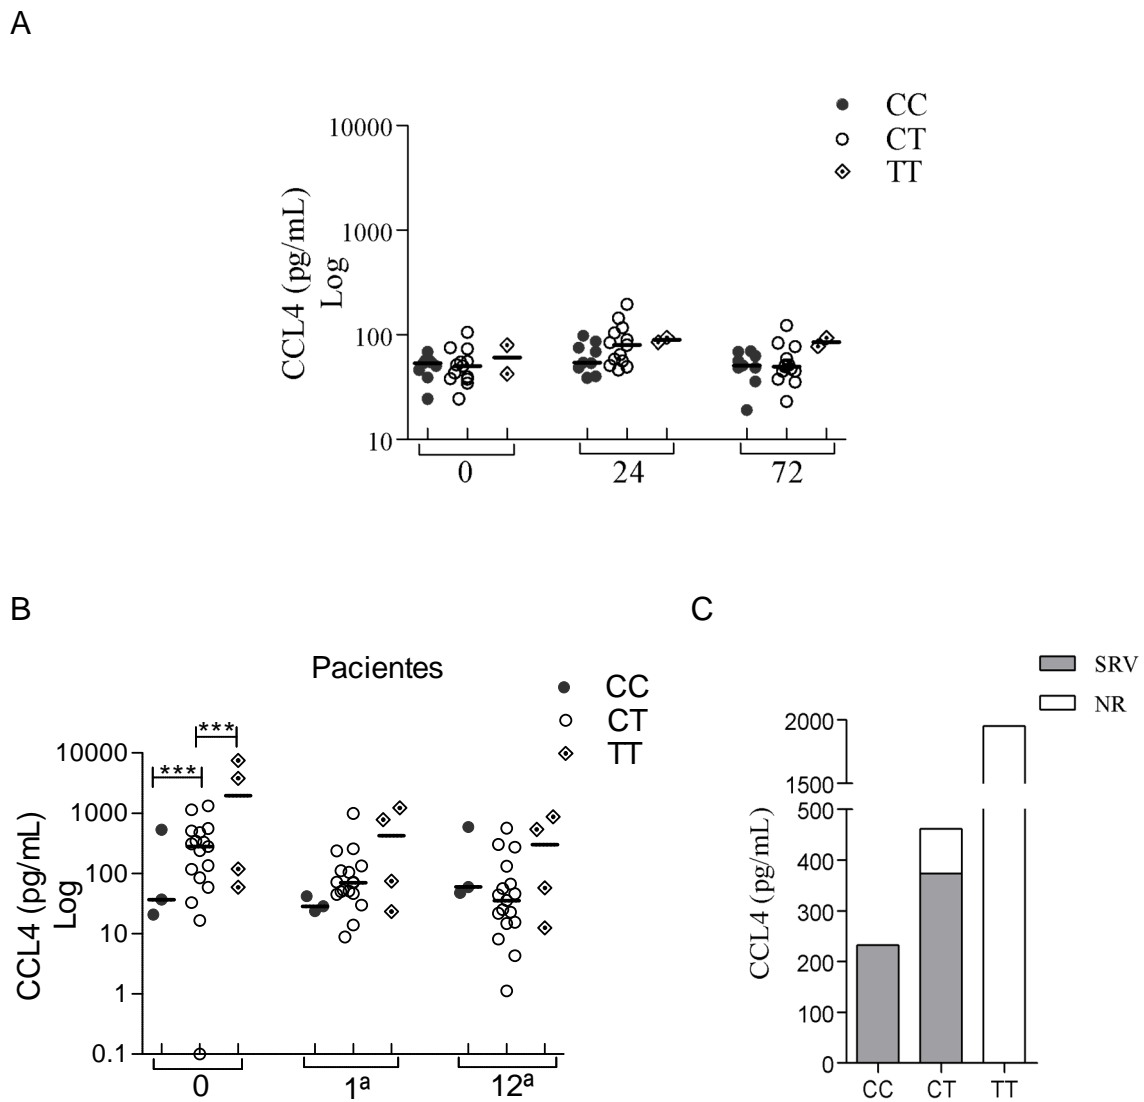 A
CC
CT
TT
CCL4 (pg/mL)
Log
10000
1000
100
10
0
24
72
B
Pacientes
CC
CT
TT
***
***
CCL4 (pg/mL)
Log
10000
1000
100
10
1
0.1
0
1ª
12ª
C
SRV
NR
CCL4 (pg/mL)
2000
1500
500
400
300
200
100
0
CC
CT
TT